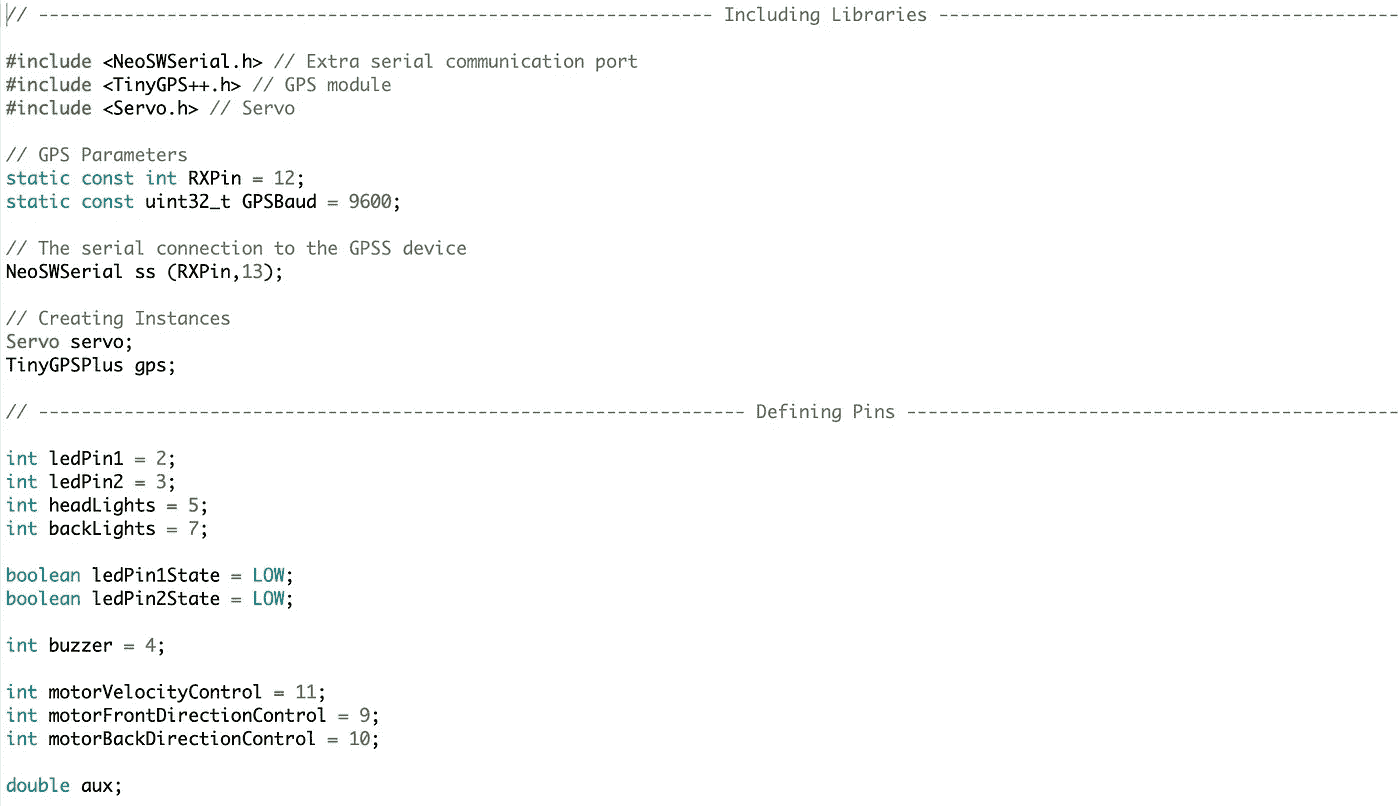 // --------------------------------------------------------------- Including Libraries -------------------------------------------
#include <NeoSWSerial.h> // Extra serial communication port
#include <TinyGPS++.h> // GPS module
#include <Servo.h> // Servo
// GPS Parameters
static const int RXPin = 12;
static const uint32_t GPSBaud = 9600;
// The serial connection to the GPSS device
NeoSWSerial ss (RXPin,13);
// Creating Instances
Servo servo;
TinyGPSPlus gps;
// ------------------------------------------------------------------ Defining Pins ----------------------------------------------
int ledPin1 = 2;
int ledPin2 = 3;
int headLights = 5;
int backLights = 7;
boolean ledPin1State = LOW;
boolean ledPin2State = LOW;
int buzzer = 4;
int motorVelocityControl = 11;
int motorFrontDirectionControl = 9;
int motorBackDirectionControl = 10;
double aux;